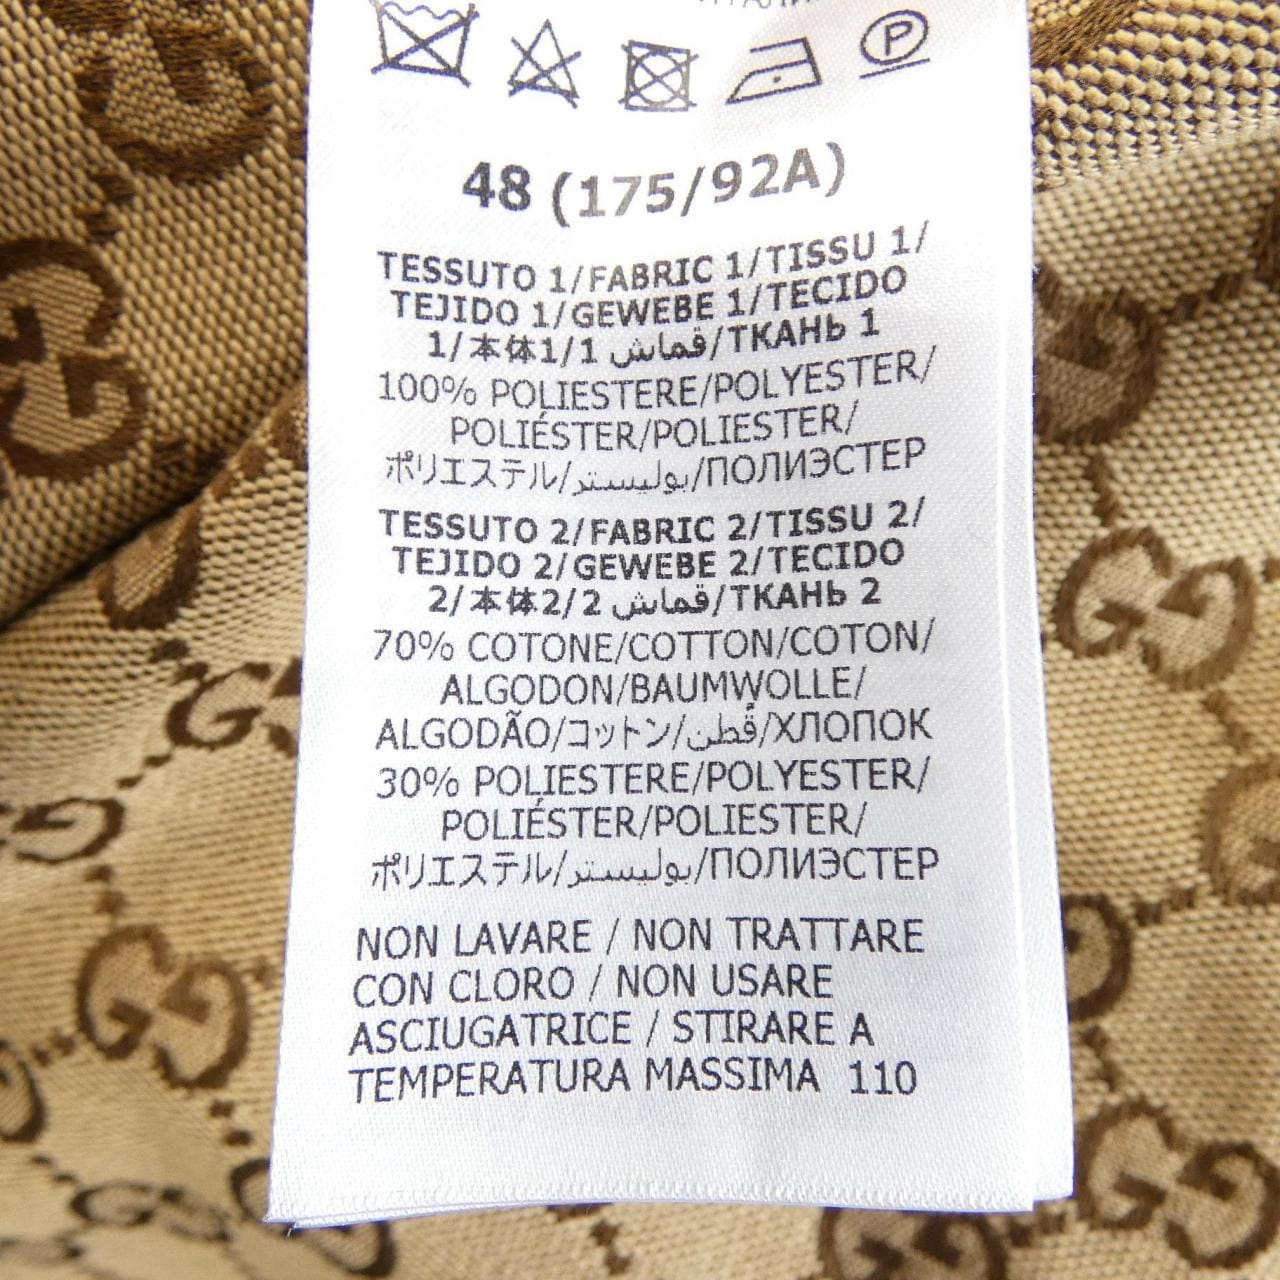 P
48 (175/92A)
TESSUTO 1/FABRIC 1/TISSU 1/
TEJIDO 1/GEWEBE 1/TECIDO
1/本体1/1 قماش/ТКАНЬ 1
100% POLIESTERE/POLYESTER/
POLIÉSTER/POLIESTER/
ポリエステル/بوليستر/ПОЛИЭСТЕР
TESSUTO 2/FABRIC 2/TISSU 2/
TEJIDO 2/GEWEBE 2/TECIDO
2/本体2/2 قماش/ТКАНЬ 2
70% COTONE/COTTON/COTON/
ALGODON/BAUMWOLLE/
ALGODÃO/コットン/قطن/ХЛОПОК
30% POLIESTERE/POLYESTER/
POLIÉSTER/POLIESTER/
ポリエステル/بوليستر/ПОЛИЭСТЕР
NON LAVARE / NON TRATTARE
CON CLORO / NON USARE
ASCIUGATRICE / STIRARE A
TEMPERATURA MASSIMA 110